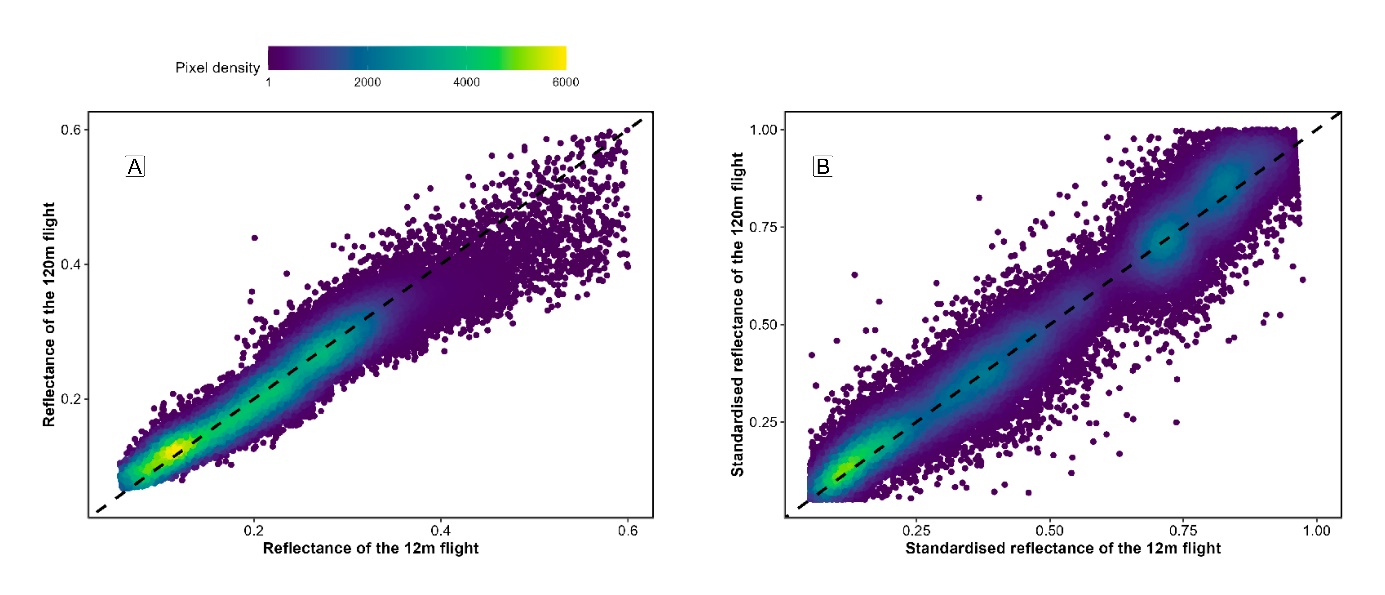 Pixel density
1 2000 4000 6000
A
0.6
0.4
0.2
Reflectance of the 120m flight
0.2 0.4 0.6
Reflectance of the 12m flight
B
1.00
0.75
0.50
0.25
Standardised reflectance of the 120m flight
0.25 0.50 0.75 1.00
Standardised reflectance of the 12m flight